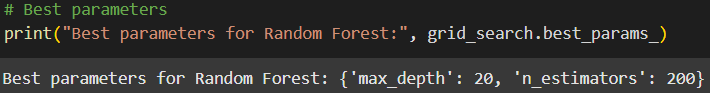 # Best parameters
print("Best parameters for Random Forest:", grid_search.best_params_)
Best parameters for Random Forest: {'max_depth': 20, 'n_estimators': 200}